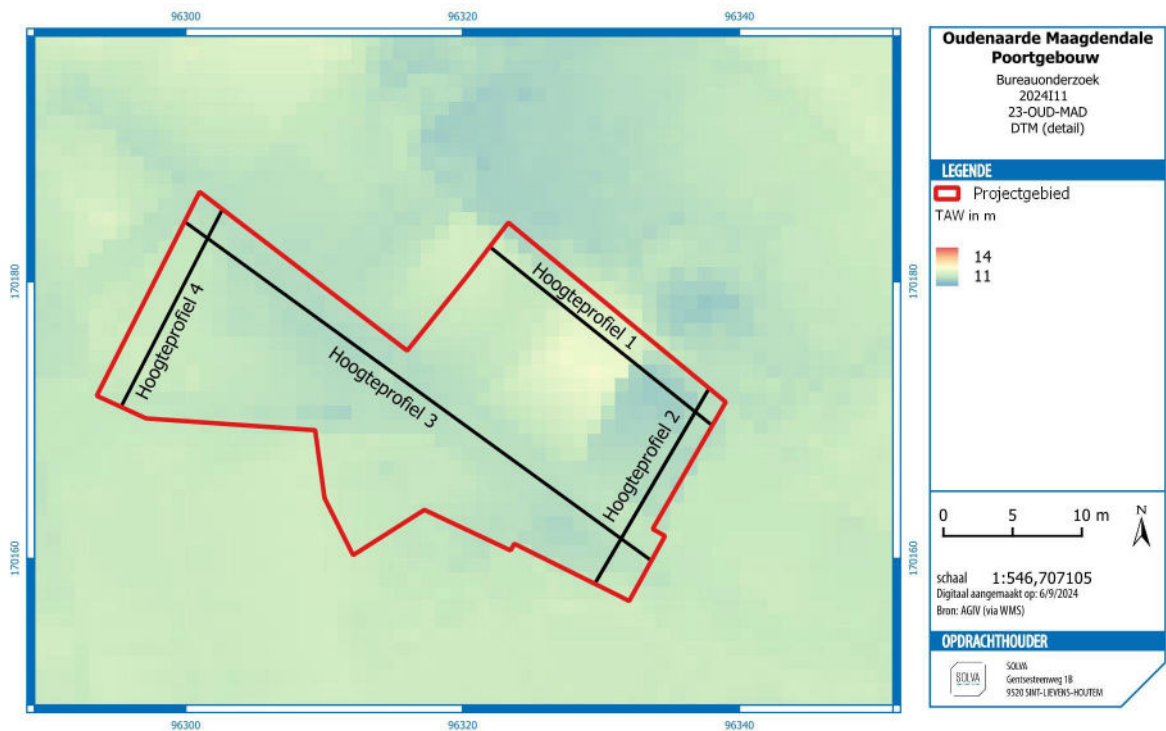 96300
96320
96340
170180
170160
170180
170160
96300
96320
96340
Hoogteprofiel 1
Hoogteprofiel 2
Hoogteprofiel 3
Hoogteprofiel 4
Oudenaarde Maagdendale
Poortgebouw
Bureauonderzoek
2024I11
23-OUD-MAD
DTM (detail)
LEGENDE
Projectgebied
TAW in m
14
11
0 5 10 m
N
schaal 1:546,707105
Digitaal aangemaakt op: 6/9/2024
Bron: AGIV (via WMS)
OPDRACHTHOUDER
SOLVA
SOLVA
Gentsesteenweg 1B
9520 SINT-LIEVENS-HOUTEM